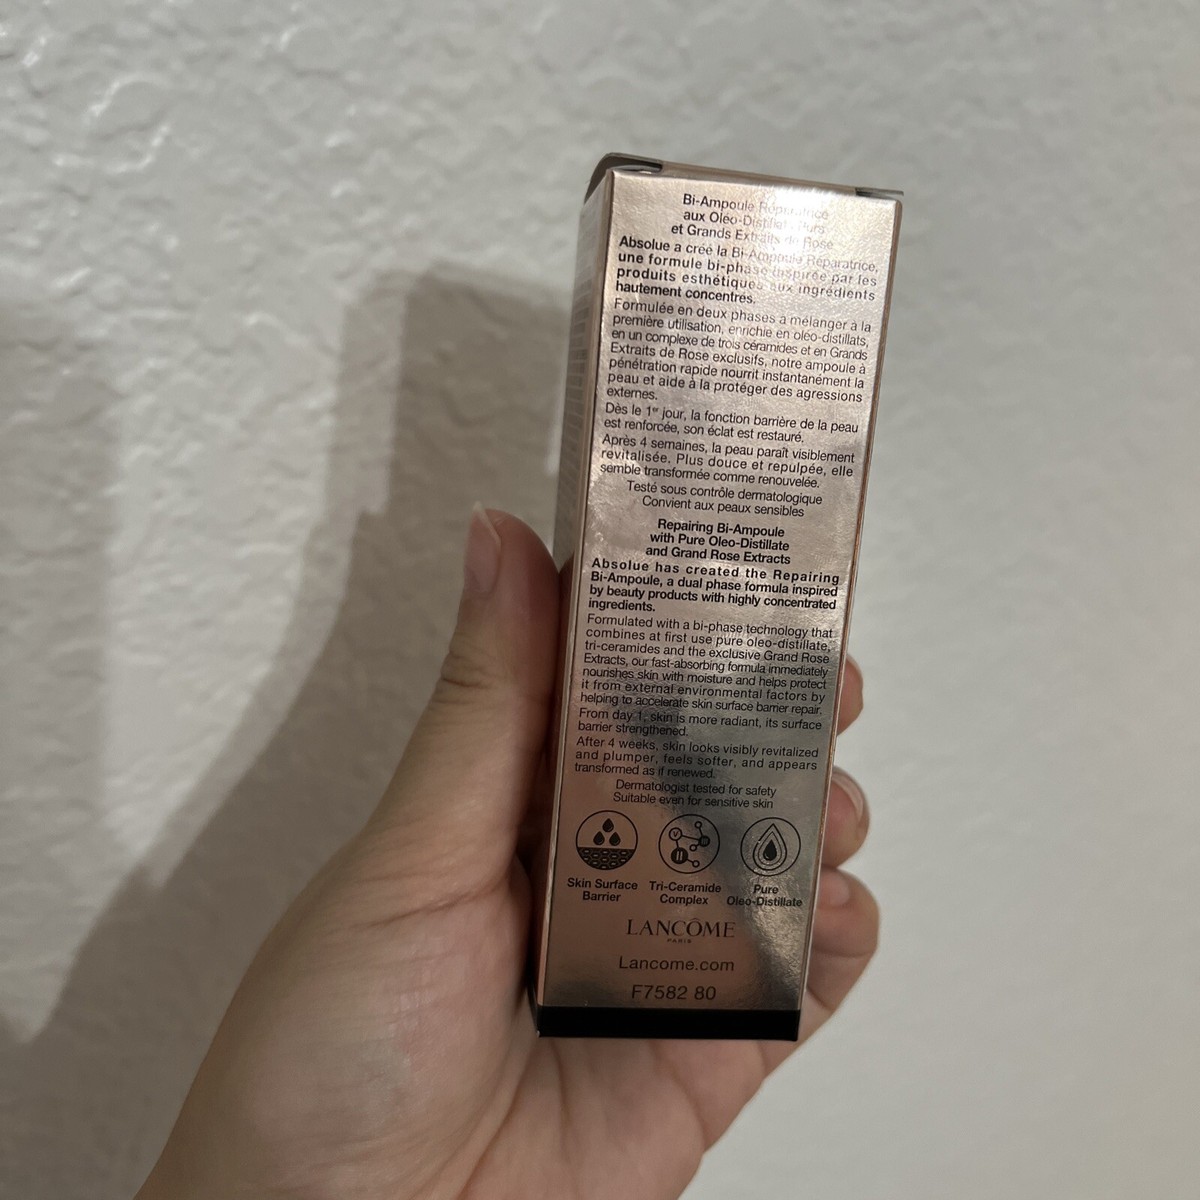 Bi-Ampoule Réparatrice
aux Oléo-Distillats Purs
et Grands Extraits de Rose
Absolue a créé la Bi-Ampoule Réparatrice,
une formule bi-phase inspirée par les
produits esthétiques aux ingrédients
hautement concentrés.
Formulée en deux phases à mélanger à la
première utilisation, enrichie en oléo-distillats,
en un complexe de trois céramides et en Grands
Extraits de Rose exclusifs, notre ampoule à
pénétration rapide nourrit instantanément la
peau et aide à la protéger des agressions
externes.
Dès le 1er jour, la fonction barrière de la peau
est renforcée, son éclat est restauré.
Après 4 semaines, la peau paraît visiblement
revitalisée. Plus douce et repulpée, elle
semble transformée comme renouvelée.
Testé sous contrôle dermatologique
Convient aux peaux sensibles
Repairing Bi-Ampoule
with Pure Oleo-Distillate
and Grand Rose Extracts
Absolue has created the Repairing
Bi-Ampoule, a dual phase formula inspired
by beauty products with highly concentrated
ingredients.
Formulated with a bi-phase technology that
combines at first use pure oleo-distillate,
tri-ceramides and the exclusive Grand Rose
Extracts, our fast-absorbing formula immediately
nourishes skin with moisture and helps protect
it from external environmental factors by
helping to accelerate skin surface barrier repair.
From day 1, skin is more radiant, its surface
barrier strengthened.
After 4 weeks, skin looks visibly revitalized
and plumper, feels softer, and appears
transformed as if renewed.
Dermatologist tested for safety
Suitable even for sensitive skin
Skin Surface
Barrier
Tri-Ceramide
Complex
Pure
Oleo-Distillate
LANCÔME
PARIS
Lancome.com
F7582 80